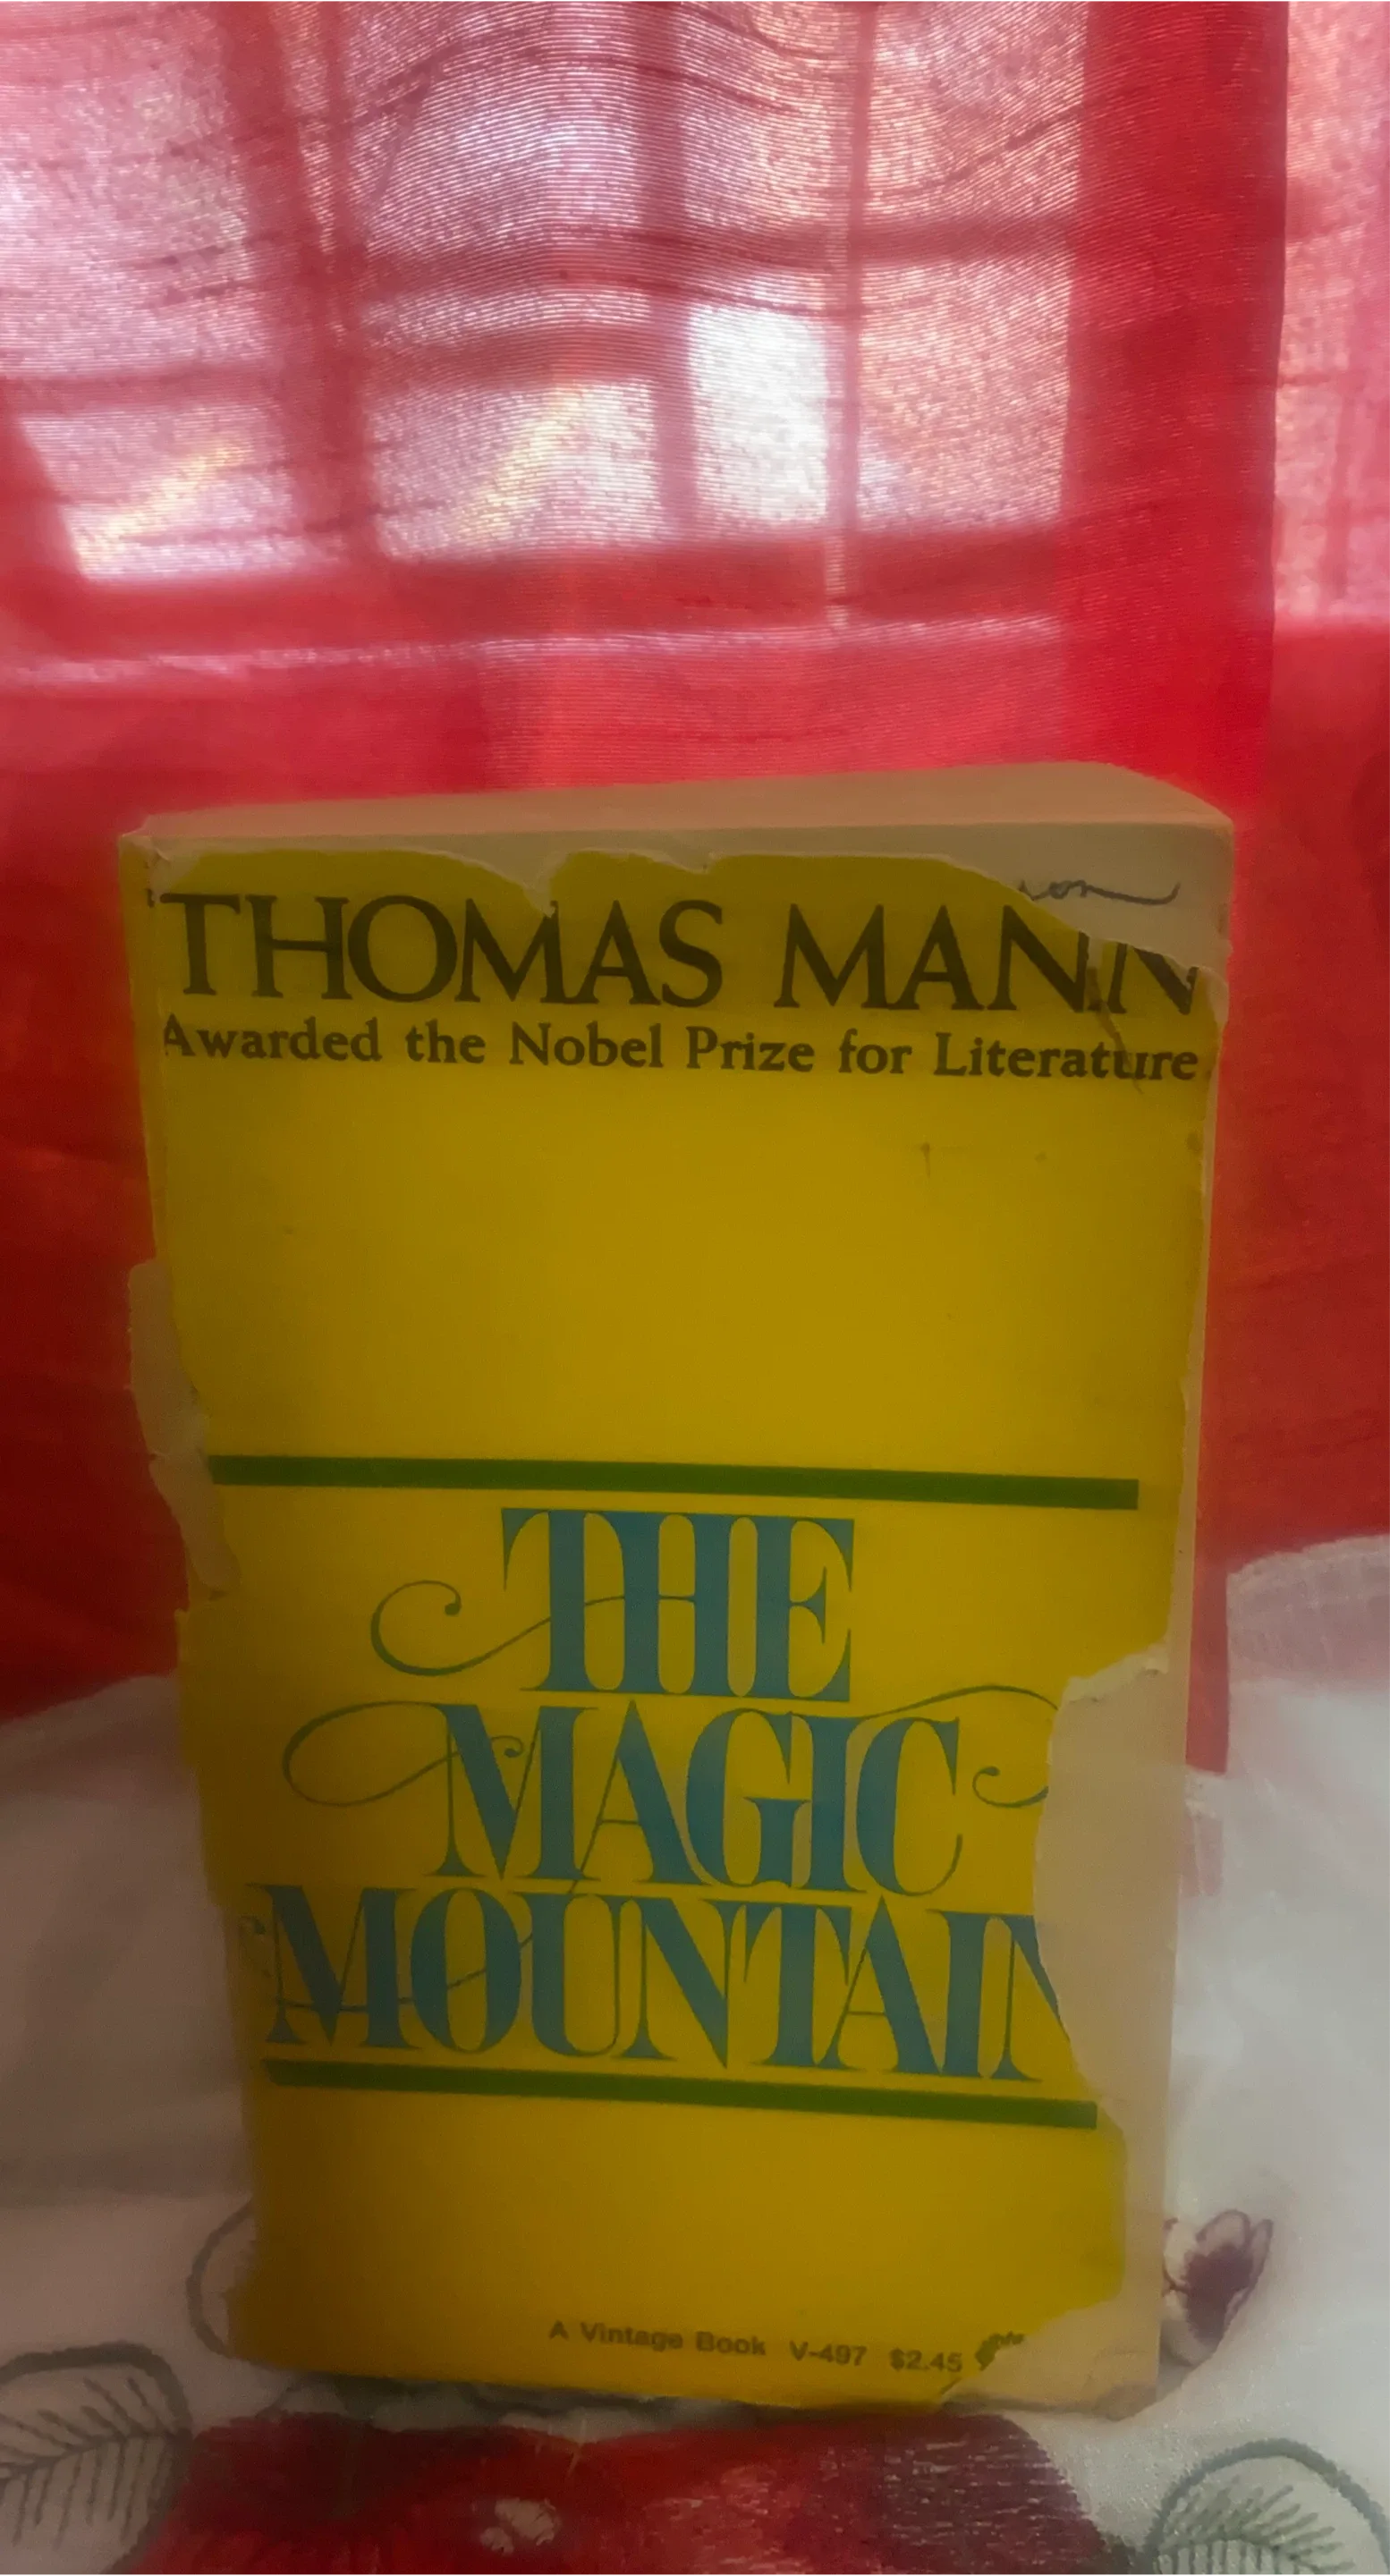 THOMAS MANN
Awarded the Nobel Prize for Literature
THE
MAGIC
MOUNTAIN
A Vintage Book V-497 $2.45